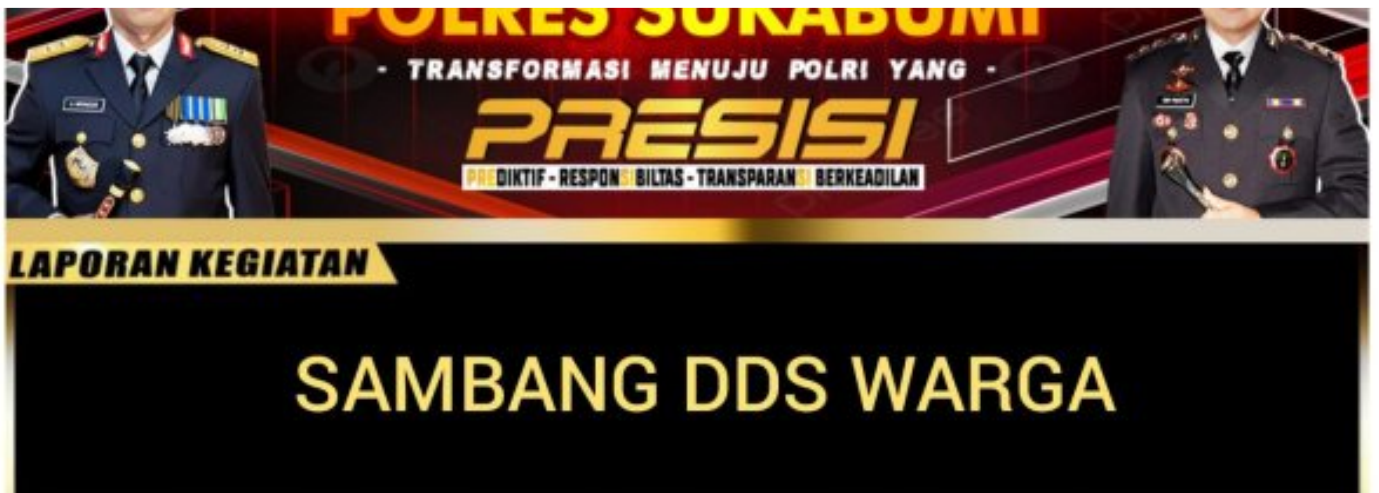 POLRES SUKABUMI
- TRANSFORMASI MENUJU POLRI YANG -
PRESISI
PREDIKTIF - RESPONSIBILTAS - TRANSPARANSI BERKEADILAN
LAPORAN KEGIATAN
SAMBANG DDS WARGA